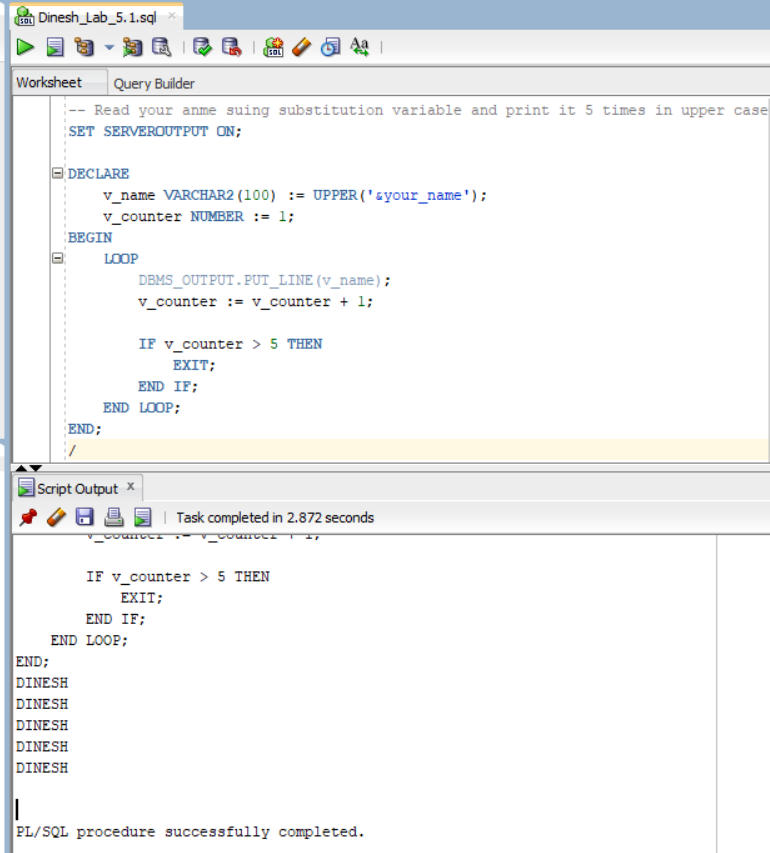 Dinesh_Lab_5.1.sql
Worksheet Query Builder
-- Read your anme suing substitution variable and print it 5 times in upper case
SET SERVEROUTPUT ON;
DECLARE
v_name VARCHAR2(100) := UPPER('&your_name');
v_counter NUMBER := 1;
BEGIN
LOOP
DBMS_OUTPUT.PUT_LINE(v_name);
v_counter := v_counter + 1;
IF v_counter > 5 THEN
EXIT;
END IF;
END LOOP;
END;
/
Script Output x
Task completed in 2.872 seconds
v_counter := v_counter + 1;
IF v_counter > 5 THEN
EXIT;
END IF;
END LOOP;
END;
DINESH
DINESH
DINESH
DINESH
DINESH
PL/SQL procedure successfully completed.